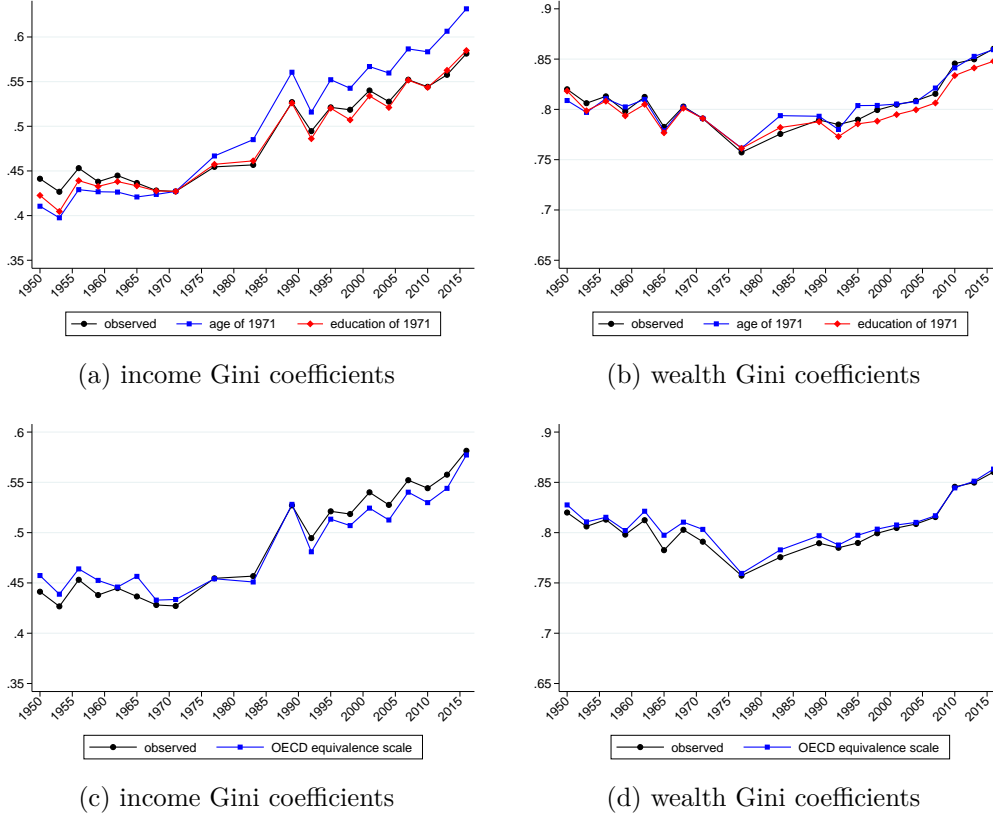 .6
.55
.5
.45
.4
.35
1950 1955 1960 1965 1970 1975 1980 1985 1990 1995 2000 2005 2010 2015
observed age of 1971 education of 1971
(a) income Gini coefficients
.9
.85
.8
.75
.7
.65
1950 1955 1960 1965 1970 1975 1980 1985 1990 1995 2000 2005 2010 2015
observed age of 1971 education of 1971
(b) wealth Gini coefficients
.6
.55
.5
.45
.4
.35
1950 1955 1960 1965 1970 1975 1980 1985 1990 1995 2000 2005 2010 2015
observed OECD equivalence scale
(c) income Gini coefficients
.9
.85
.8
.75
.7
.65
1950 1955 1960 1965 1970 1975 1980 1985 1990 1995 2000 2005 2010 2015
observed OECD equivalence scale
(d) wealth Gini coefficients